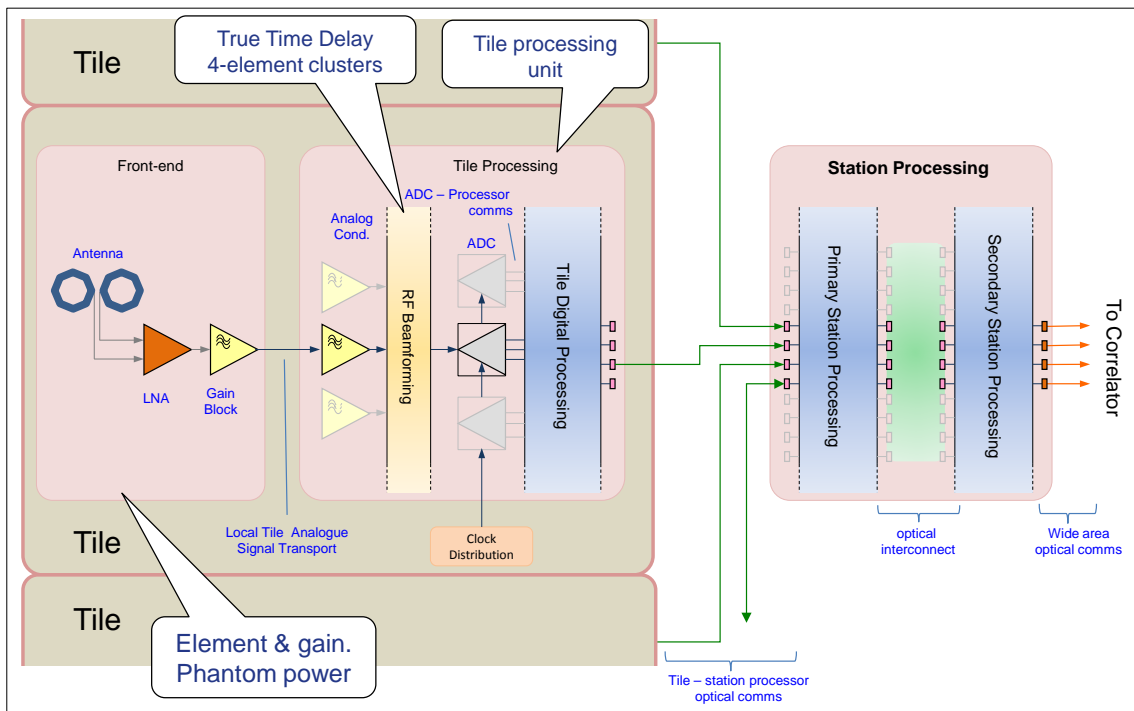 Tile
True Time Delay
4-element clusters
Tile processing
unit
Tile
Front-end
Tile Processing
Station Processing
ADC – Processor
comms
Analog
Cond.
ADC
Antenna
LNA
Gain
Block
RF Beamforming
Tile Digital Processing
Primary Station Processing
Secondary Station Processing
To Correlator
Local Tile Analogue
Signal Transport
Clock
Distribution
optical
interconnect
Wide area
optical comms
Tile
Element & gain.
Phantom power
Tile – station processor
optical comms